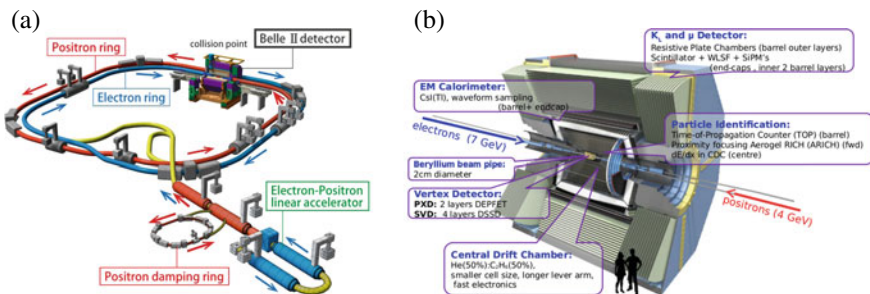 (a)
collision point
Belle II detector
Positron ring
Electron ring
Electron-Positron
linear accelerator
Positron damping ring
(b)
KL and μ Detector:
Resistive Plate Chambers (barrel outer layers)
Scintillator + WLSF + SiPM's
(end-caps , inner 2 barrel layers)
EM Calorimeter:
CsI(Tl), waveform sampling
(barrel+ endcap)
electrons (7 GeV)
Particle Identification:
Time-of-Propagation Counter (TOP) (barrel)
Proximity focusing Aerogel RICH (ARICH) (fwd)
dE/dx in CDC (centre)
Beryllium beam pipe:
2cm diameter
Vertex Detector:
PXD: 2 layers DEPFET
SVD: 4 layers DSSD
positrons (4 GeV)
Central Drift Chamber:
He(50%):C₂H₆(50%),
smaller cell size, longer lever arm,
fast electronics